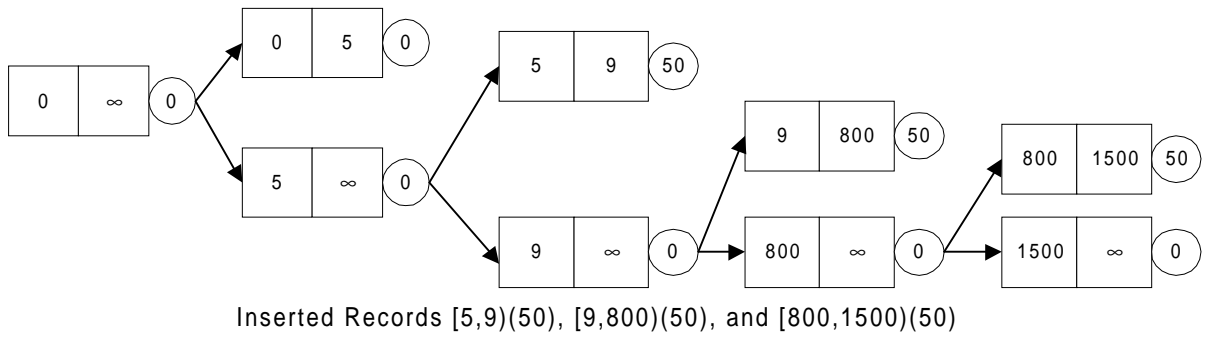 0 5 0
5 9 50
0 ∞ 0
9 800 50
800 1500 50
5 ∞ 0
9 ∞ 0
800 ∞ 0
1500 ∞ 0
Inserted Records [5,9)(50), [9,800)(50), and [800,1500)(50)